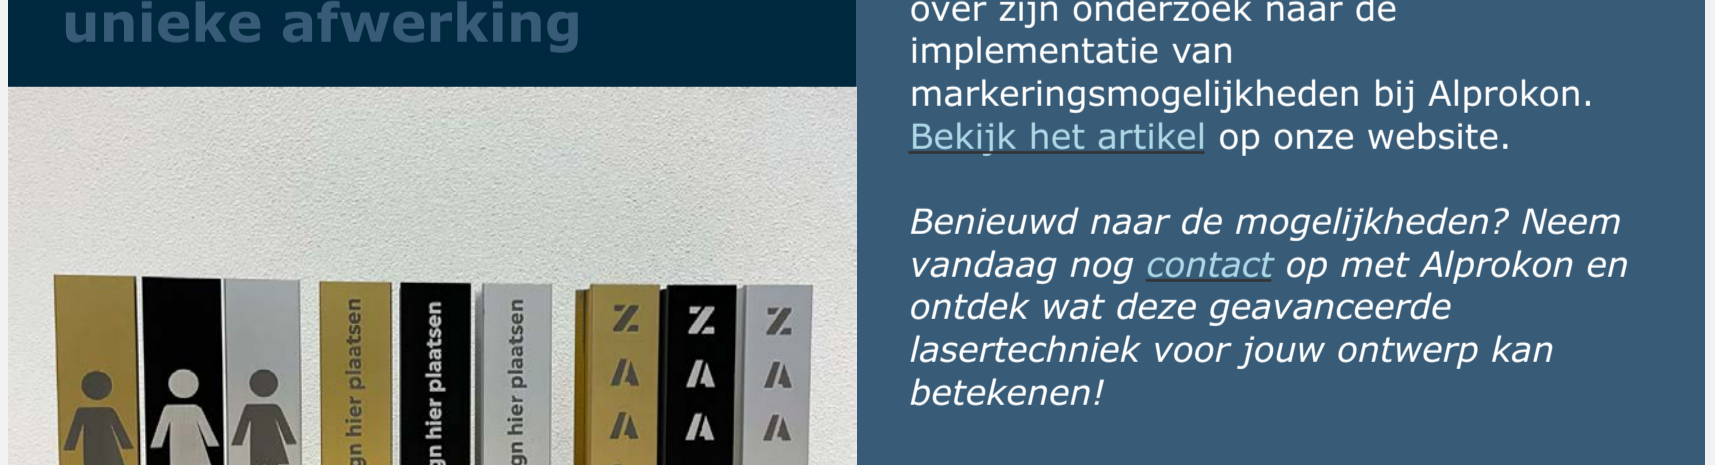 unieke afwerking
over zijn onderzoek naar de
implementatie van
markeringsmogelijkheden bij Alprokon.
Bekijk het artikel op onze website.
Benieuwd naar de mogelijkheden? Neem
vandaag nog contact op met Alprokon en
ontdek wat deze geavanceerde
lasertechniek voor jouw ontwerp kan
betekenen!
hier plaatsen
hier plaatsen
hier plaatsen
Z
A
A
Z
A
A
Z
A
A